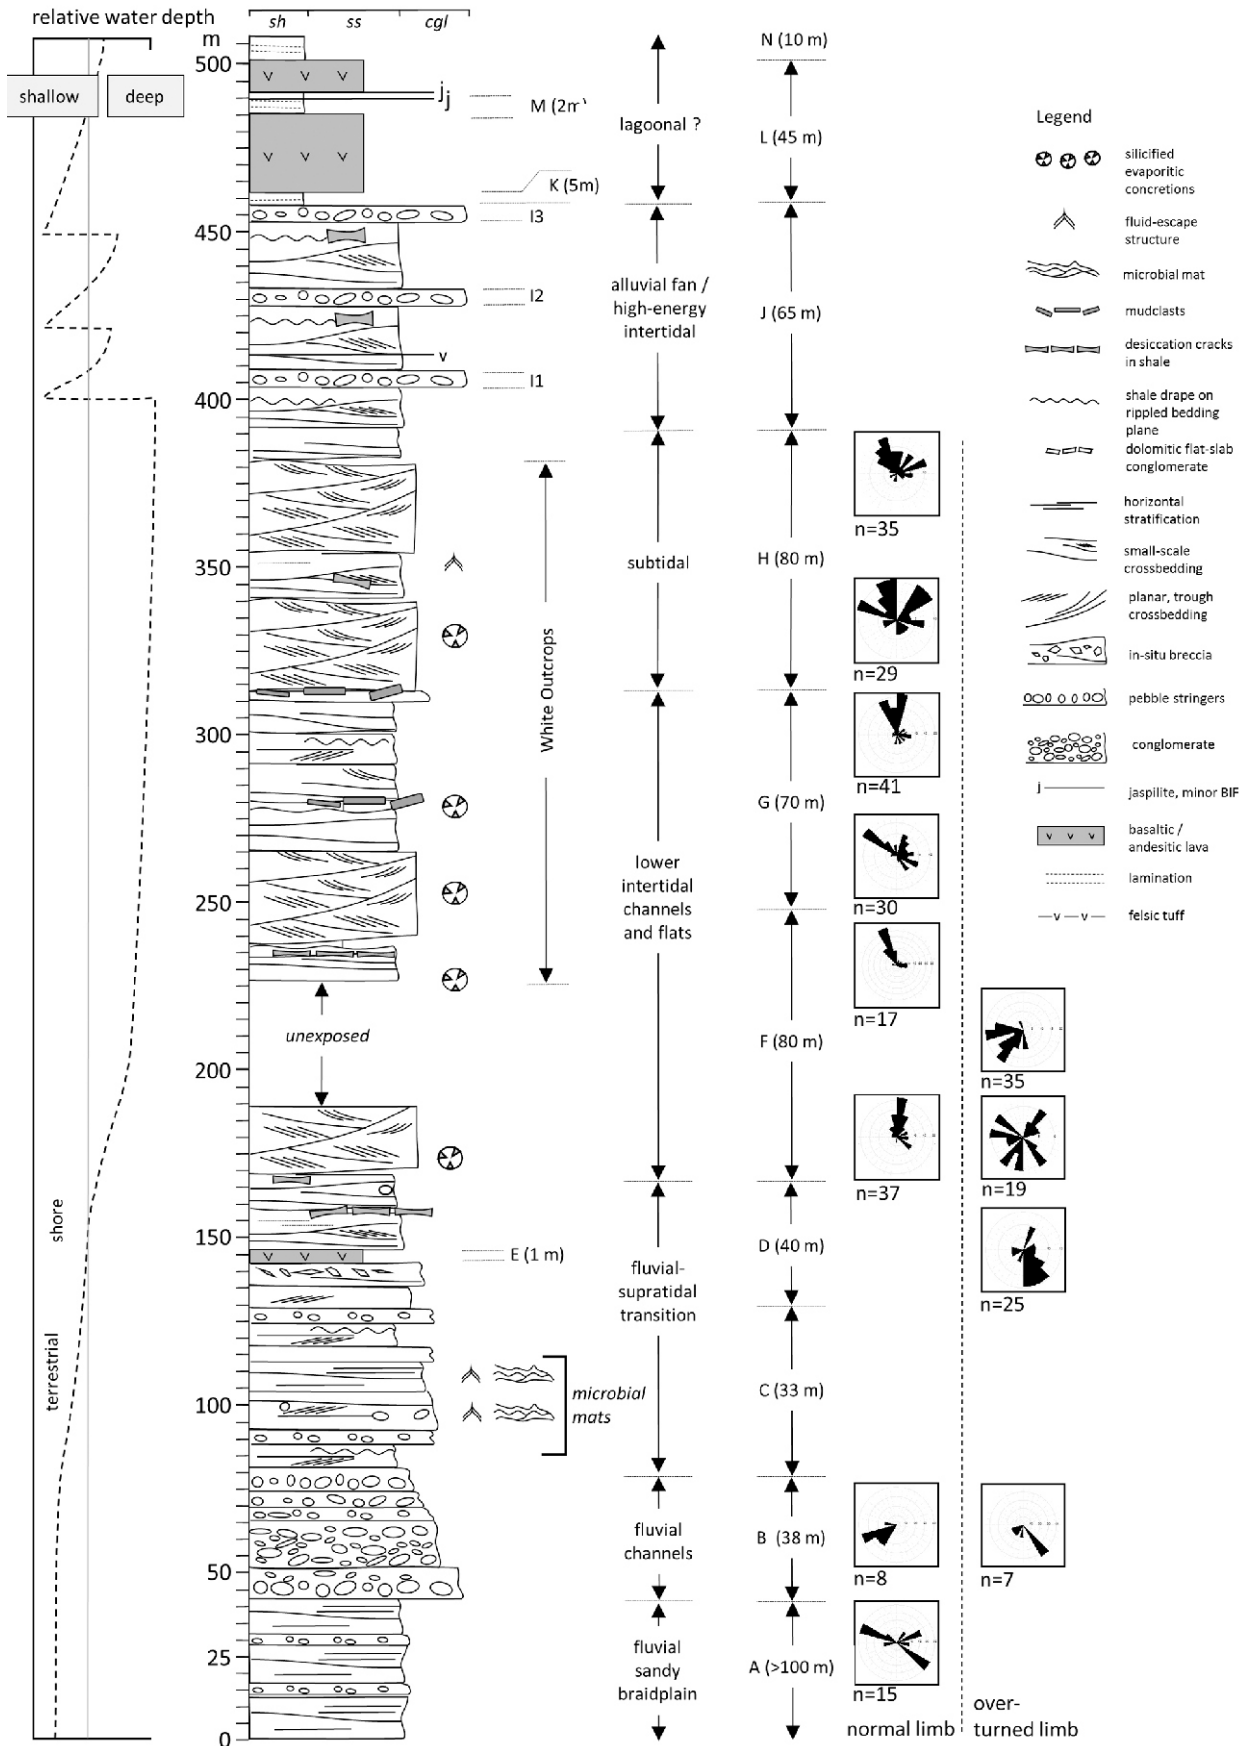 relative water depth
m
sh ss cgl
500
450
400
350
300
250
200
150
100
50
25
0
shallow
deep
shore
terrestrial
v v v
j
j
v v v
v
unexposed
v v v
M (2m
K (5m)
I3
I2
I1
E (1 m)
White Outcrops
microbial
mats
lagoonal ?
alluvial fan /
high-energy
intertidal
subtidal
lower
intertidal
channels
and flats
fluvial-
supratidal
transition
fluvial
channels
fluvial
sandy
braidplain
N (10 m)
L (45 m)
J (65 m)
H (80 m)
G (70 m)
F (80 m)
D (40 m)
C (33 m)
B (38 m)
A (>100 m)
n=35
n=29
n=41
n=30
n=17
n=37
n=8
n=15
normal limb
n=35
n=19
n=25
n=7
over-
turned limb
Legend
silicified
evaporitic
concretions
fluid-escape
structure
microbial mat
mudclasts
desiccation cracks
in shale
shale drape on
rippled bedding
plane
dolomitic flat-slab
conglomerate
horizontal
stratification
small-scale
crossbedding
planar, trough
crossbedding
in-situ breccia
pebble stringers
conglomerate
j
jaspilite, minor BIF
v v v
basaltic /
andesitic lava
lamination
v v
felsic tuff